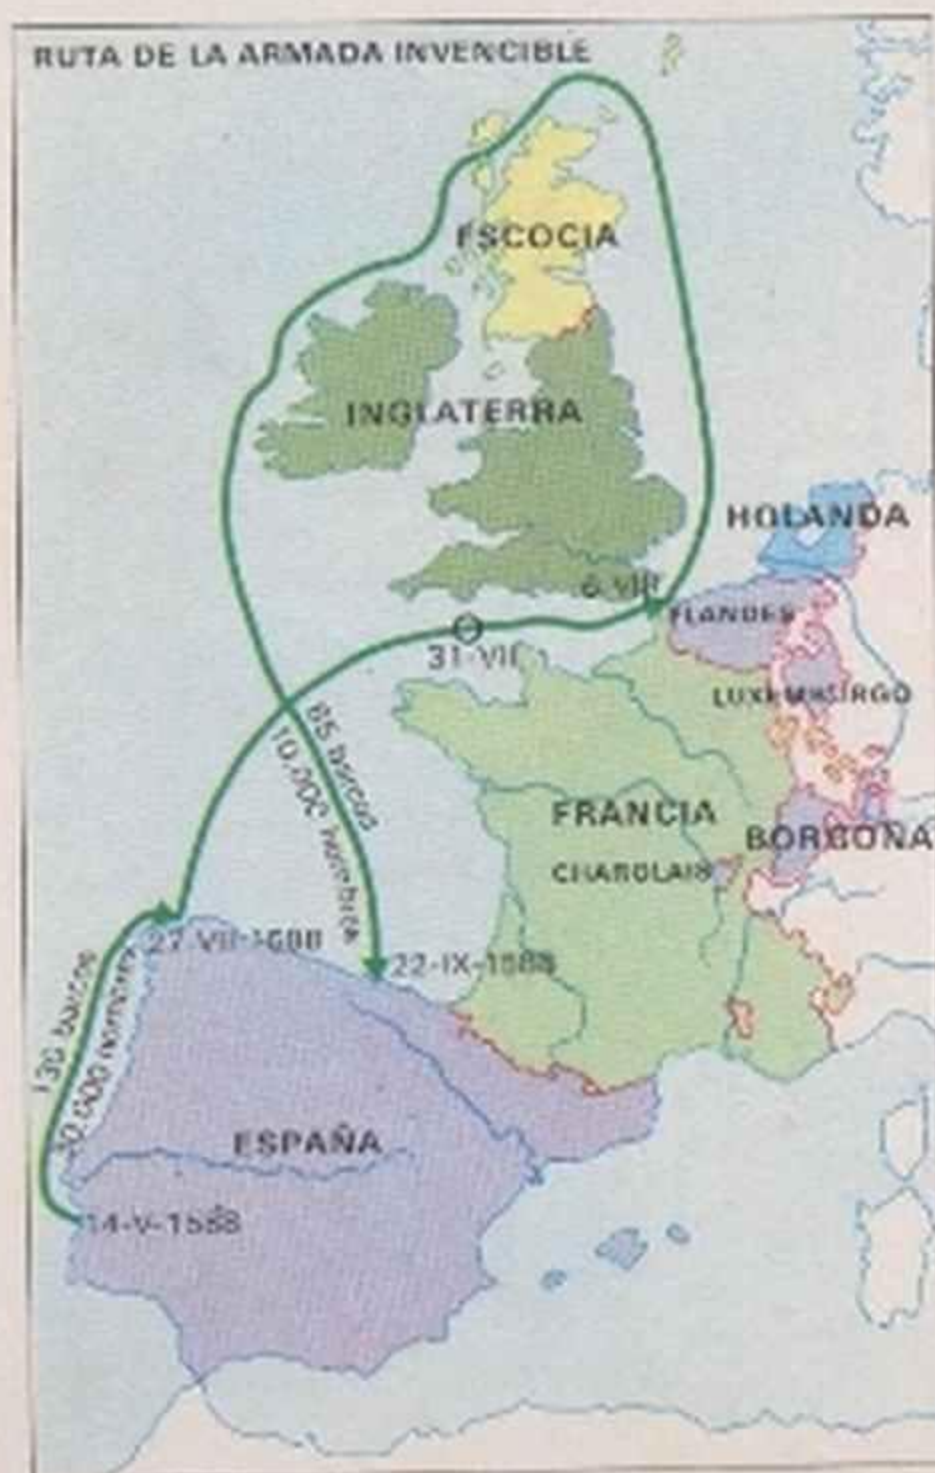 RUTA DE LA ARMADA INVENCIBLE
ESCOCIA
INGLATERRA
HOLANDA
6-VIII
FLANDES
31-VII
LUXEMBURGO
65 barcos
10.000 hombres
FRANCIA
BORGOÑA
CHAROLAIS
27-VII-1588
22-IX-1588
130 barcos
30.000 hombres
ESPAÑA
14-V-1588